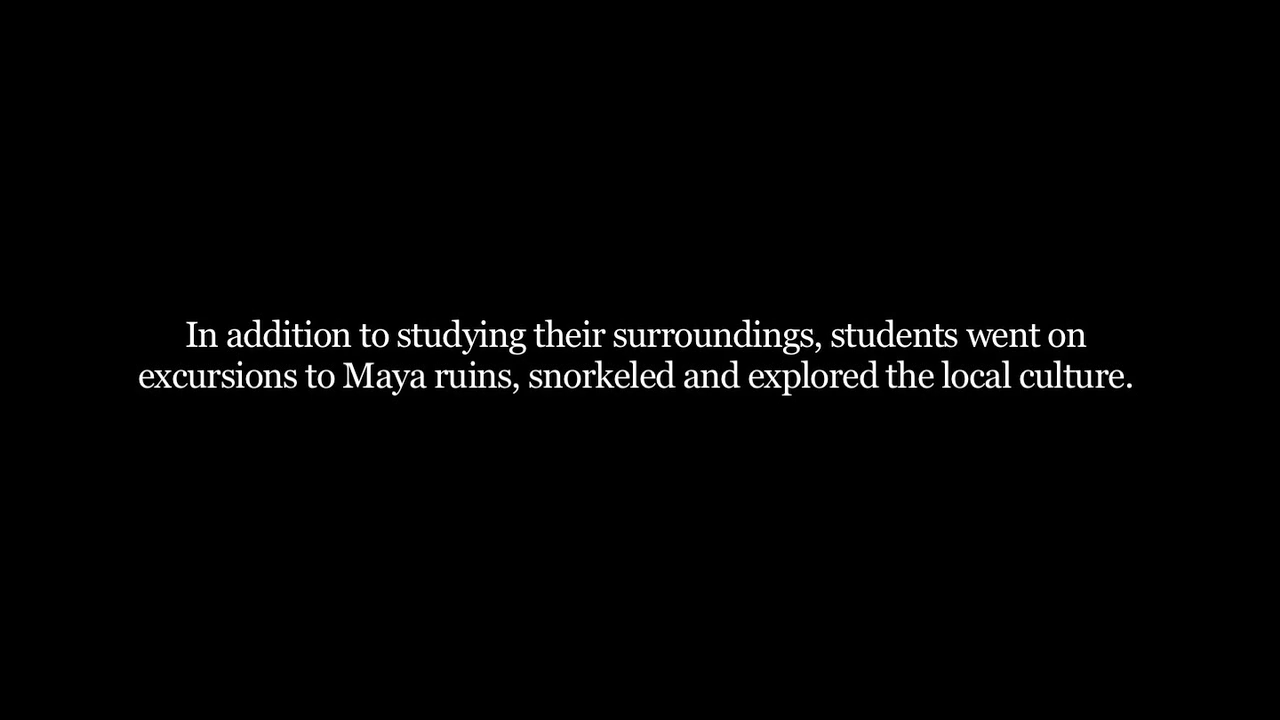 In addition to studying their surroundings, students went on
excursions to Maya ruins, snorkeled and explored the local culture.